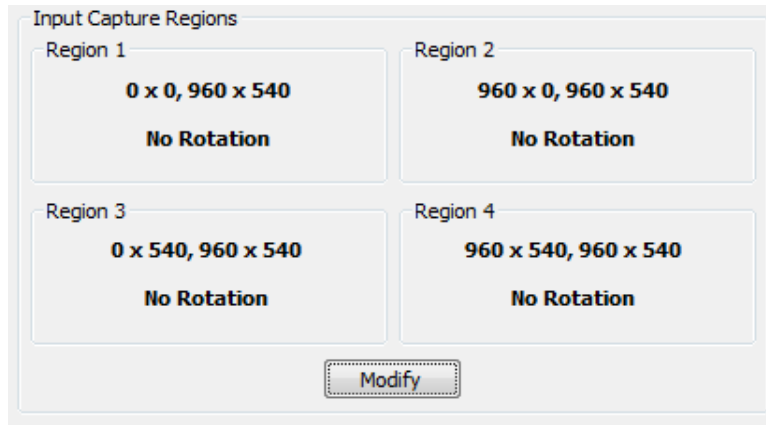 Input Capture Regions
Region 1
0 x 0, 960 x 540
No Rotation
Region 2
960 x 0, 960 x 540
No Rotation
Region 3
0 x 540, 960 x 540
No Rotation
Region 4
960 x 540, 960 x 540
No Rotation
Modify